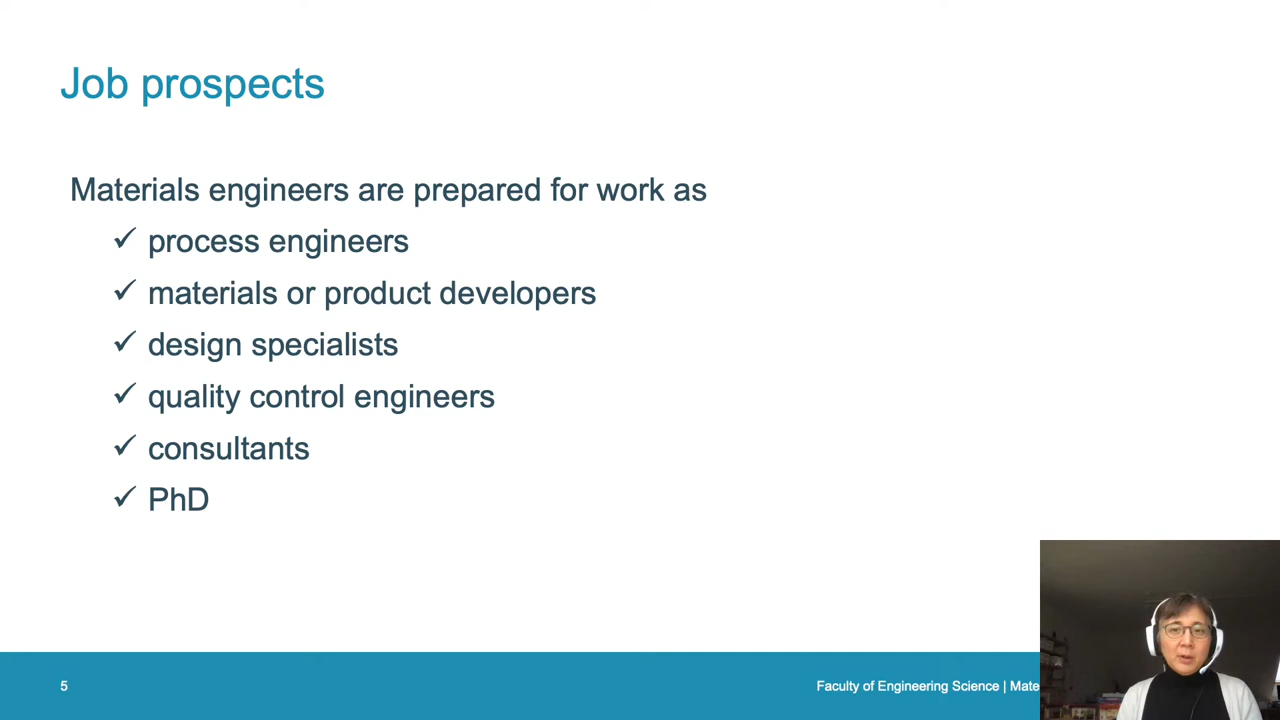 Job prospects
Materials engineers are prepared for work as
✓ process engineers
✓ materials or product developers
✓ design specialists
✓ quality control engineers
✓ consultants
✓ PhD
5
Faculty of Engineering Science | Mate